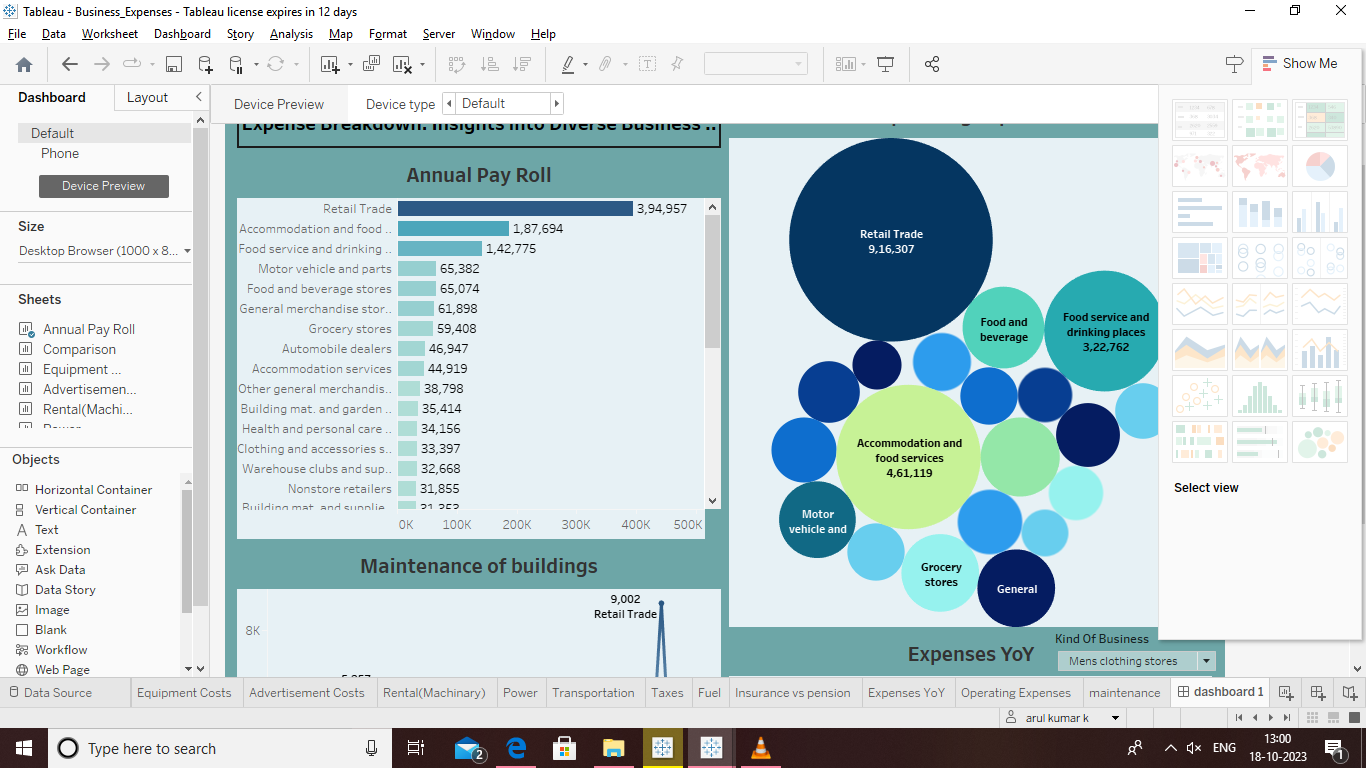 Tableau - Business_Expenses - Tableau license expires in 12 days
File Data Worksheet Dashboard Story Analysis Map Format Server Window Help
Show Me
Dashboard Layout
Device Preview Device type Default
Default
Phone
Device Preview
Size
Desktop Browser (1000 x 8...
Sheets
Annual Pay Roll
Comparison
Equipment ...
Advertisemen...
Rental(Machi...
Objects
Horizontal Container
Vertical Container
Text
Extension
Ask Data
Data Story
Image
Blank
Workflow
Web Page
Expense Breakdown: Insights into Diverse Business ..
Annual Pay Roll
Retail Trade 3,94,957
Accommodation and food .. 1,87,694
Food service and drinking .. 1,42,775
Motor vehicle and parts 65,382
Food and beverage stores 65,074
General merchandise stor.. 61,898
Grocery stores 59,408
Automobile dealers 46,947
Accommodation services 44,919
Other general merchandis.. 38,798
Building mat. and garden .. 35,414
Health and personal care .. 34,156
Clothing and accessories s.. 33,397
Warehouse clubs and sup.. 32,668
Nonstore retailers 31,855
Building mat. and supplie.. 31,353
0K 100K 200K 300K 400K 500K
Maintenance of buildings
9,002
Retail Trade
8K
Retail Trade
9,16,307
Food and
beverage
Food service and
drinking places
3,22,762
Accommodation and
food services
4,61,119
Motor
vehicle and
Grocery
stores
General
Expenses YoY
Kind Of Business
Mens clothing stores
Select view
Data Source Equipment Costs Advertisement Costs Rental(Machinary) Power Transportation Taxes Fuel Insurance vs pension Expenses YoY Operating Expenses maintenance dashboard 1
arul kumar k
Type here to search
2
ENG
13:00
18-10-2023
1